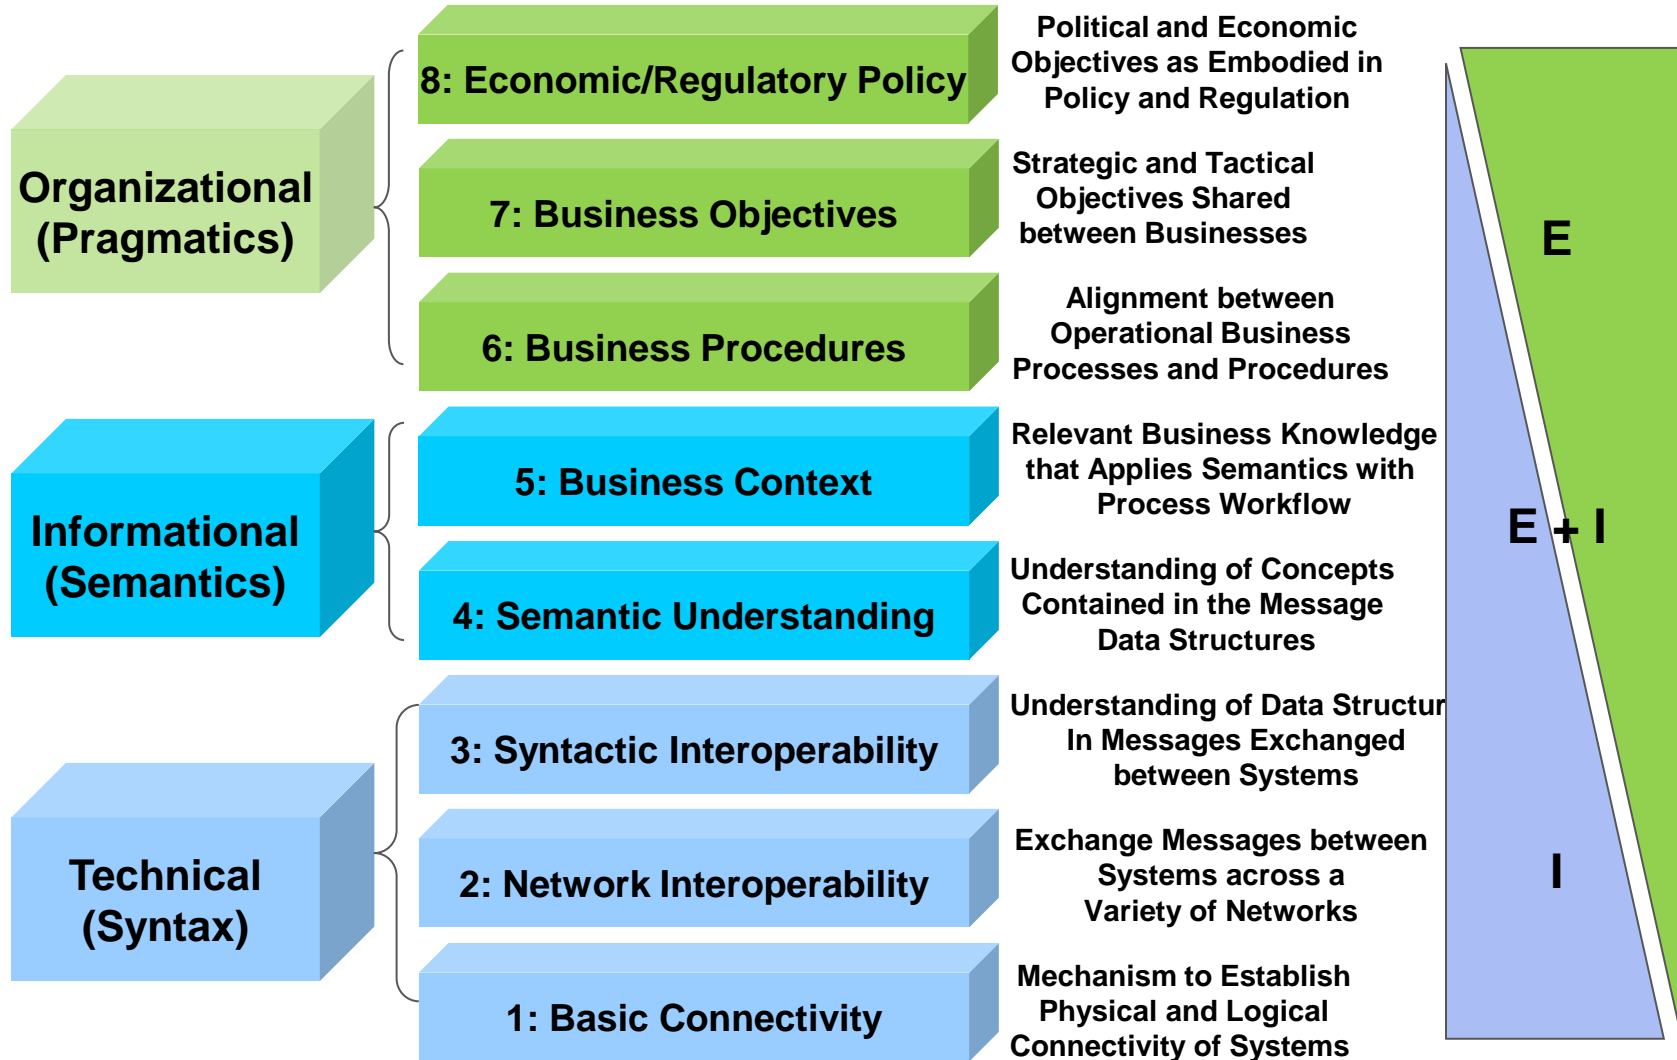 Organizational
(Pragmatics)
8: Economic/Regulatory Policy
Political and Economic
Objectives as Embodied in
Policy and Regulation
7: Business Objectives
Strategic and Tactical
Objectives Shared
between Businesses
6: Business Procedures
Alignment between
Operational Business
Processes and Procedures
E
Informational
(Semantics)
5: Business Context
Relevant Business Knowledge
that Applies Semantics with
Process Workflow
4: Semantic Understanding
Understanding of Concepts
Contained in the Message
Data Structures
E + I
Technical
(Syntax)
3: Syntactic Interoperability
Understanding of Data Structur
In Messages Exchanged
between Systems
2: Network Interoperability
Exchange Messages between
Systems across a
Variety of Networks
1: Basic Connectivity
Mechanism to Establish
Physical and Logical
Connectivity of Systems
I